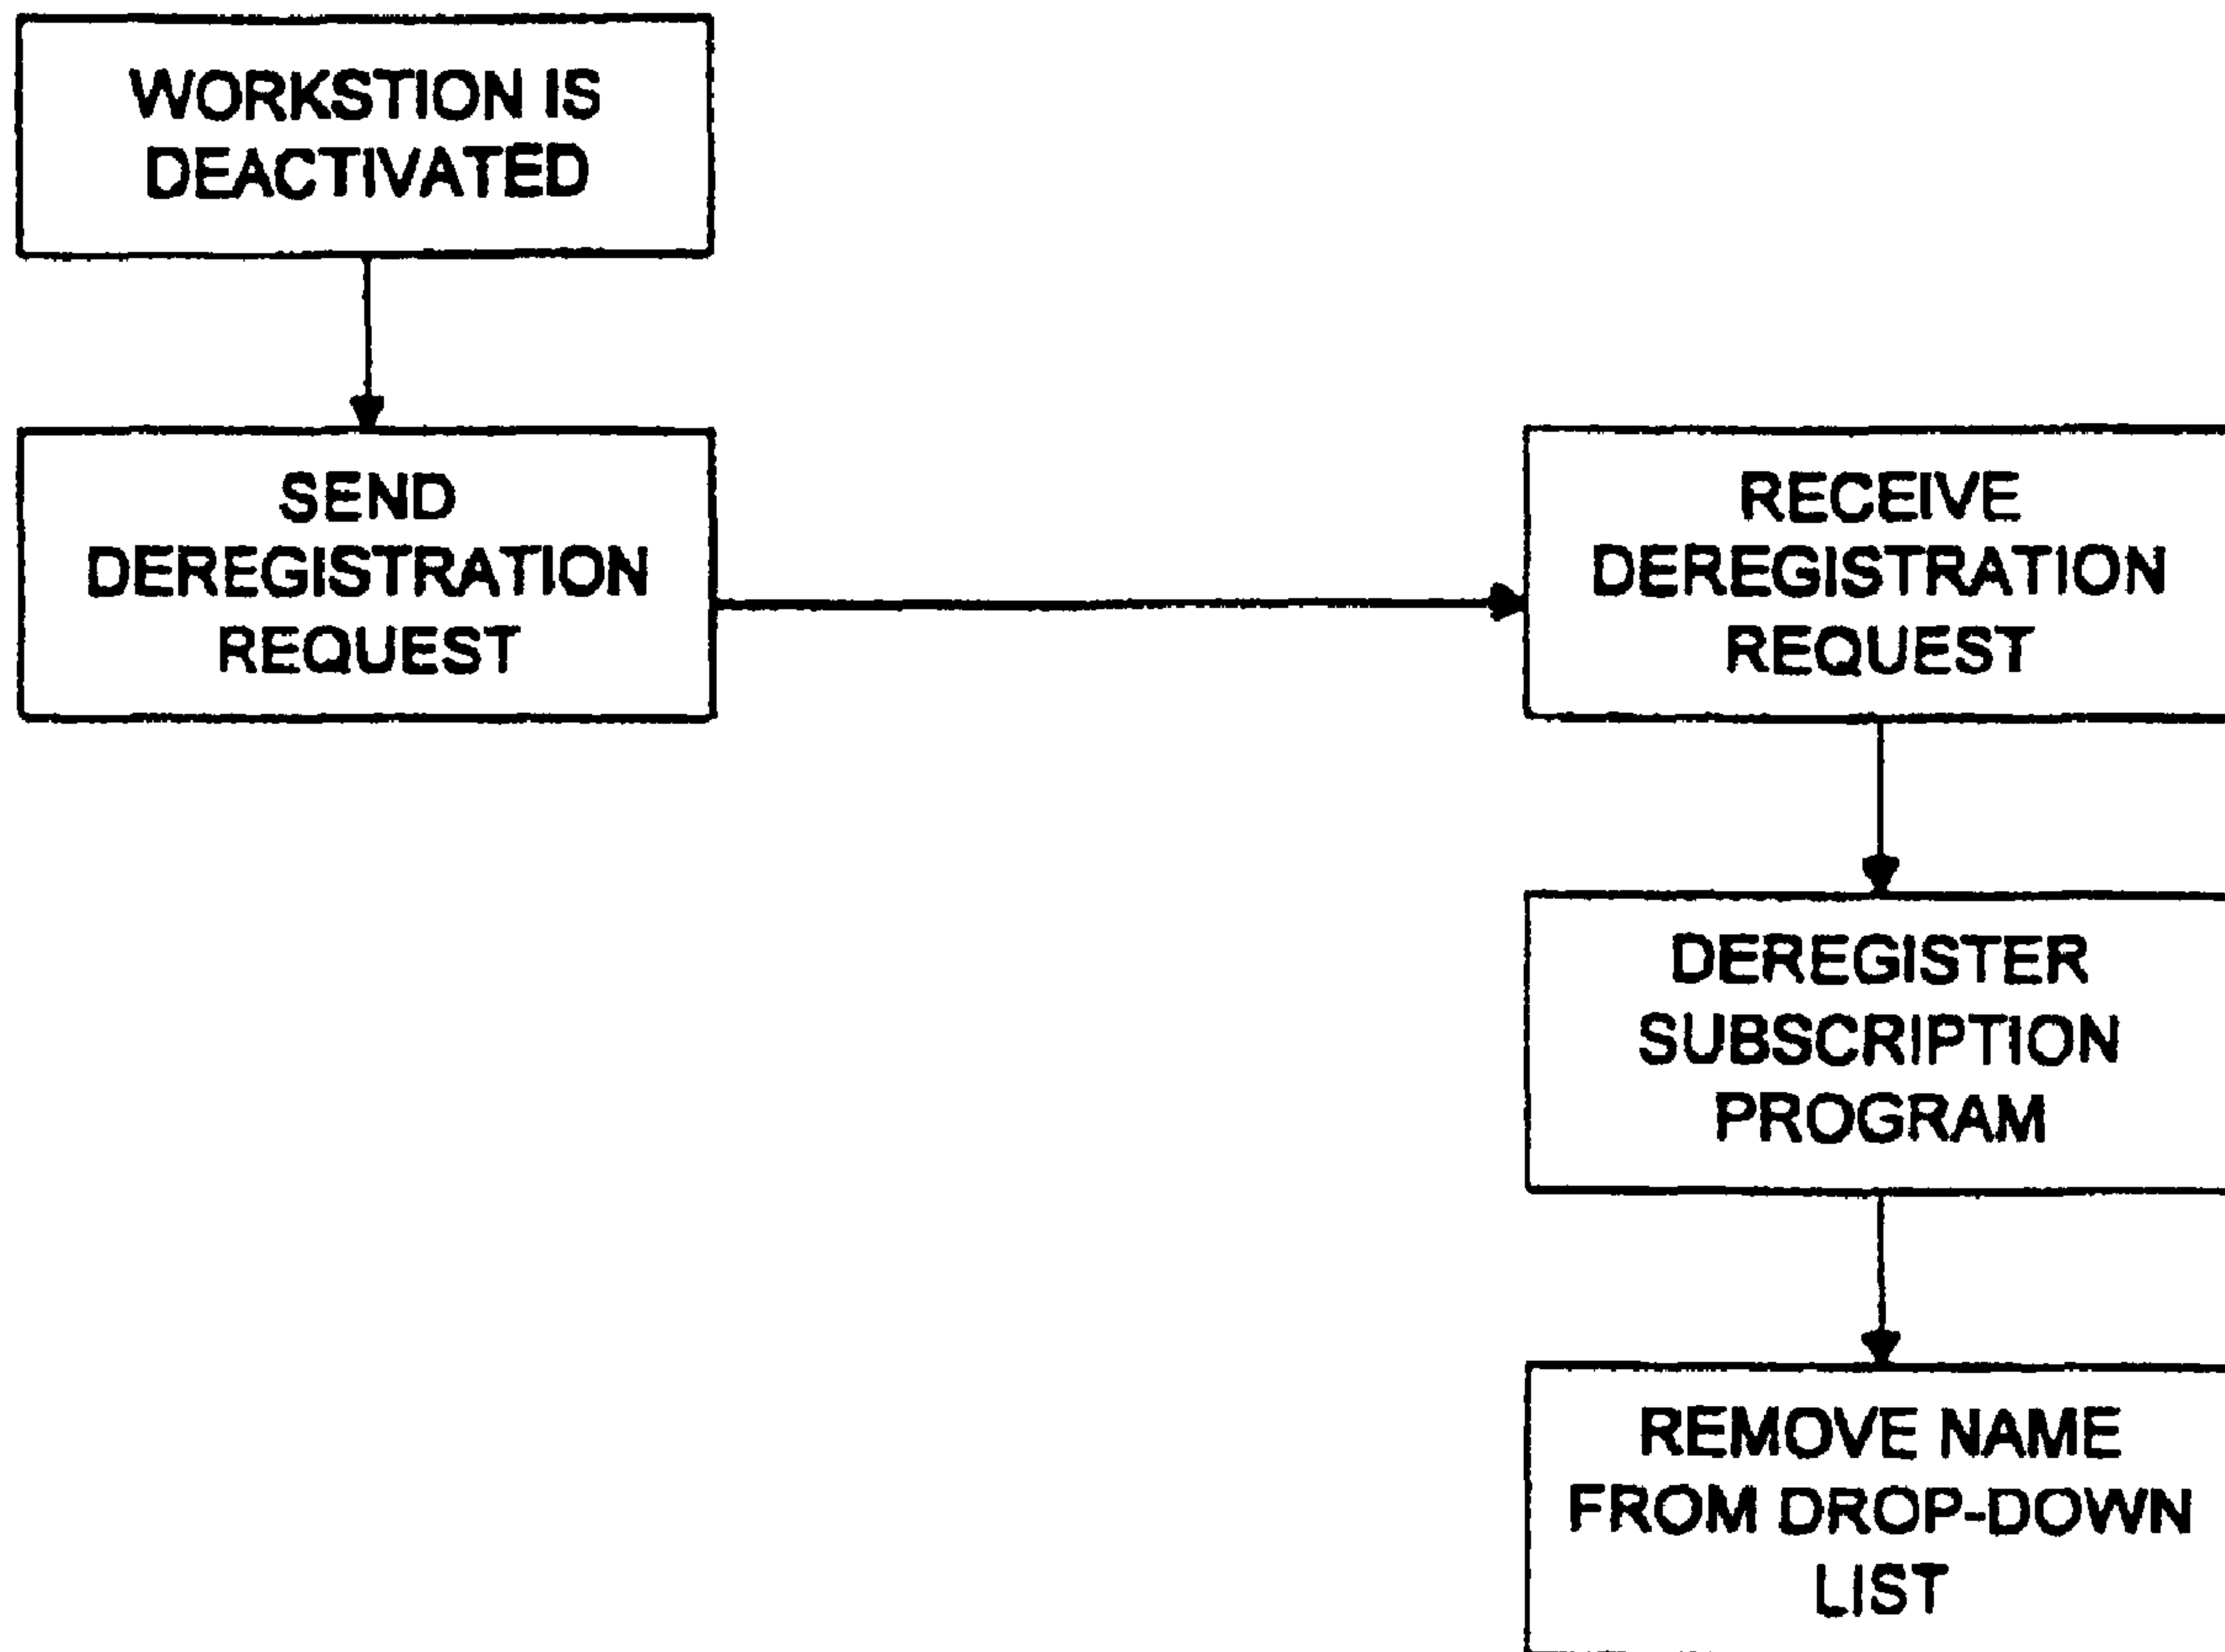 WORKSTION IS
DEACTIVATED
SEND
DEREGISTRATION
REQUEST
RECEIVE
DEREGISTRATION
REQUEST
DEREGISTER
SUBSCRIPTION
PROGRAM
REMOVE NAME
FROM DROP-DOWN
LIST